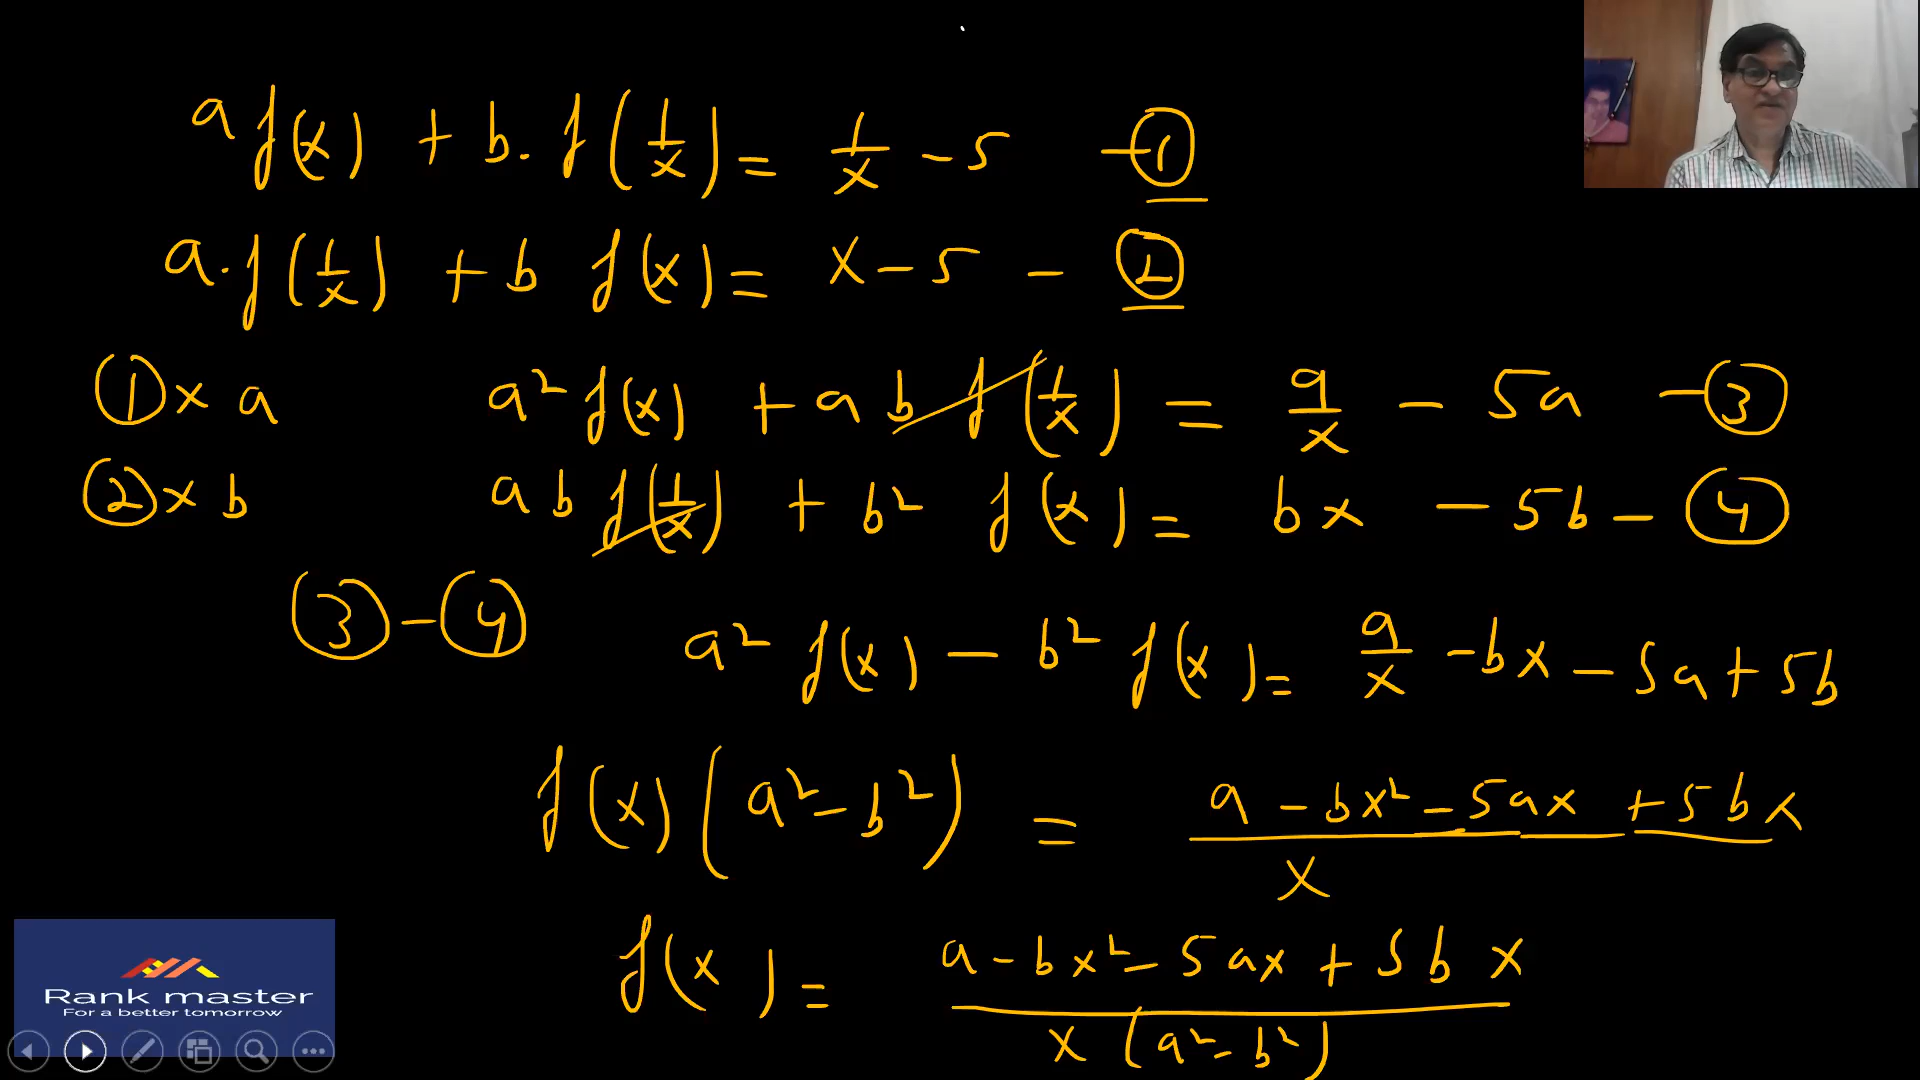 a f(x) + b. f(1/x) = 1/x - 5 - ①
a. f(1/x) + b f(x) = x - 5 - ②
① x a a² f(x) + a b f(1/x) = a/x - 5a - ③
② x b a b f(1/x) + b² f(x) = bx - 5b - ④
③ - ④ a² f(x) - b² f(x) = a/x - bx - 5a + 5b
f(x) (a² - b²) = a - bx² - 5ax + 5bx / x
f(x) = a - bx² - 5ax + 5bx / x (a² - b²)
Rank master
For a better tomorrow